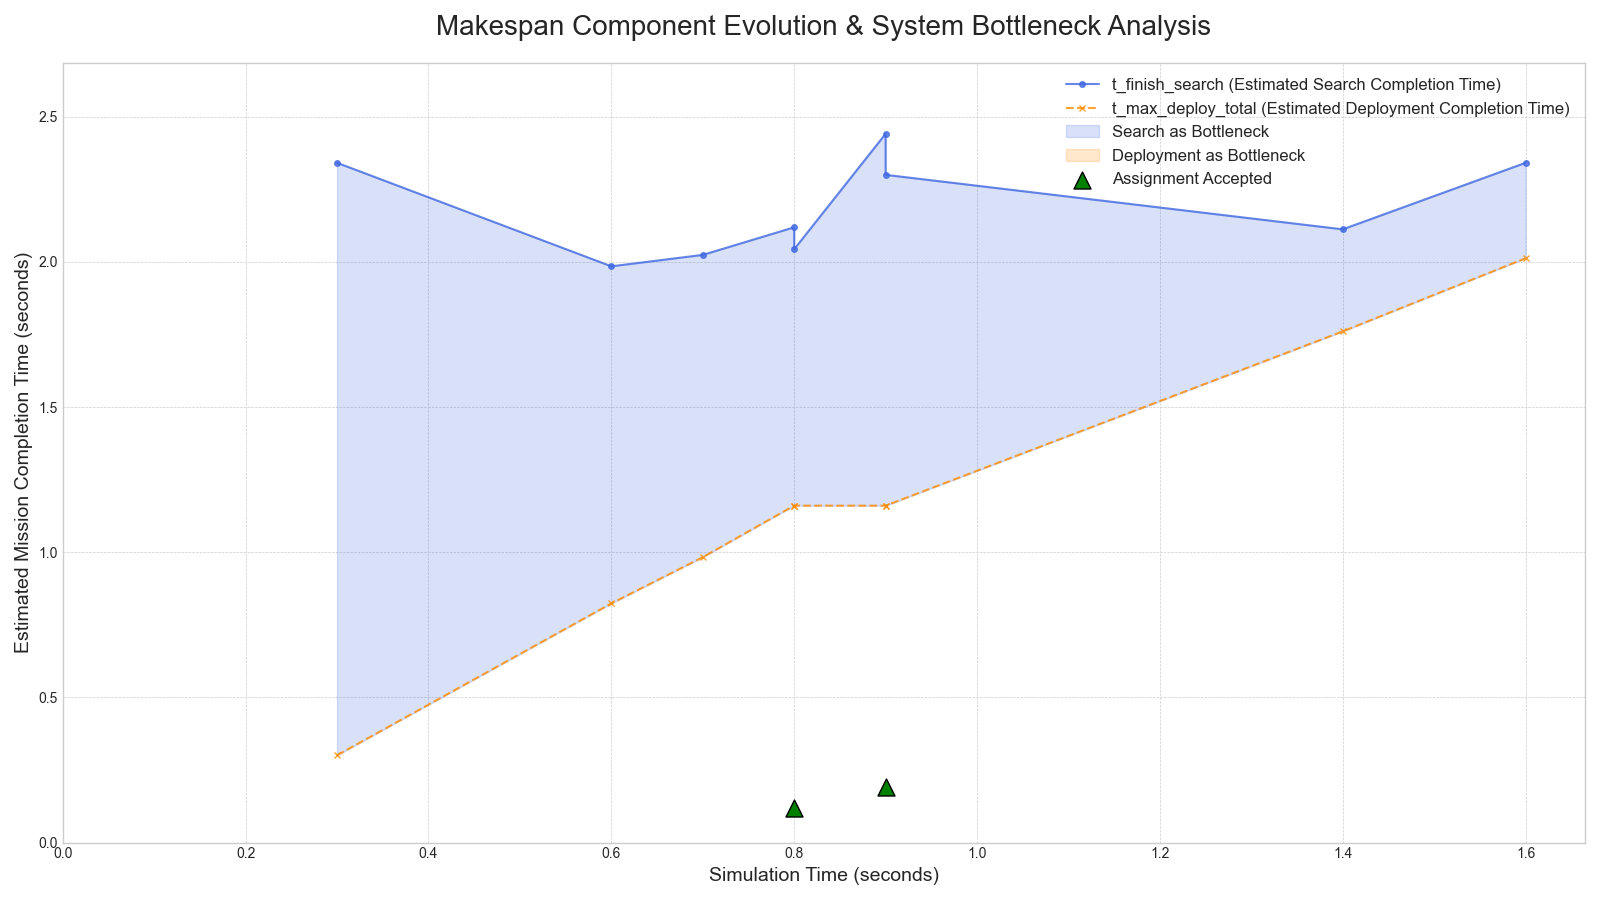 Makespan Component Evolution & System Bottleneck Analysis
t_finish_search (Estimated Search Completion Time)
t_max_deploy_total (Estimated Deployment Completion Time)
Search as Bottleneck
Deployment as Bottleneck
Assignment Accepted
Estimated Mission Completion Time (seconds)
2.5
2.0
1.5
1.0
0.5
0.0
0.0 0.2 0.4 0.6 0.8 1.0 1.2 1.4 1.6
Simulation Time (seconds)